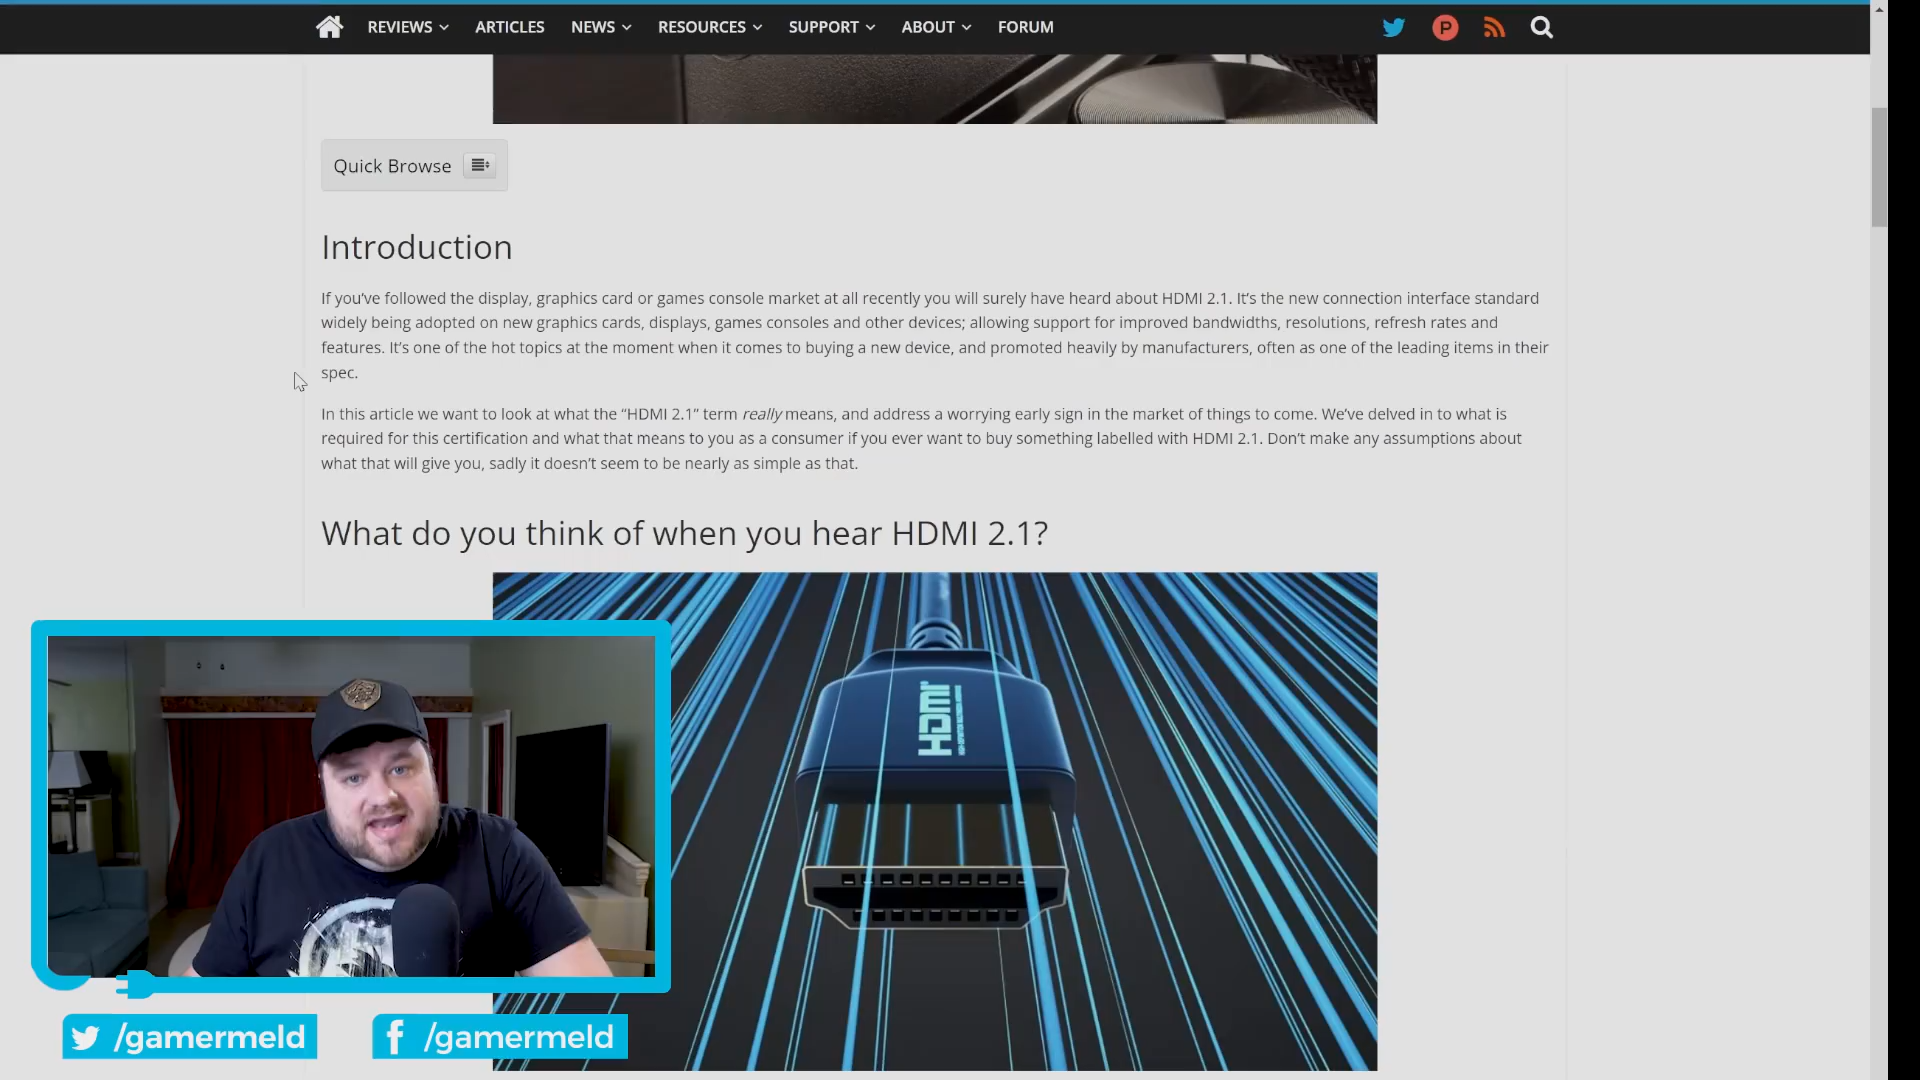 REVIEWS ARTICLES NEWS RESOURCES SUPPORT ABOUT FORUM
Quick Browse
Introduction
If you've followed the display, graphics card or games console market at all recently you will surely have heard about HDMI 2.1. It's the new connection interface standard
widely being adopted on new graphics cards, displays, games consoles and other devices; allowing support for improved bandwidths, resolutions, refresh rates and
features. It's one of the hot topics at the moment when it comes to buying a new device, and promoted heavily by manufacturers, often as one of the leading items in their
spec.
In this article we want to look at what the “HDMI 2.1” term really means, and address a worrying early sign in the market of things to come. We've delved in to what is
required for this certification and what that means to you as a consumer if you ever want to buy something labelled with HDMI 2.1. Don't make any assumptions about
what that will give you, sadly it doesn't seem to be nearly as simple as that.
What do you think of when you hear HDMI 2.1?
HDMI
/gamermeld /gamermeld